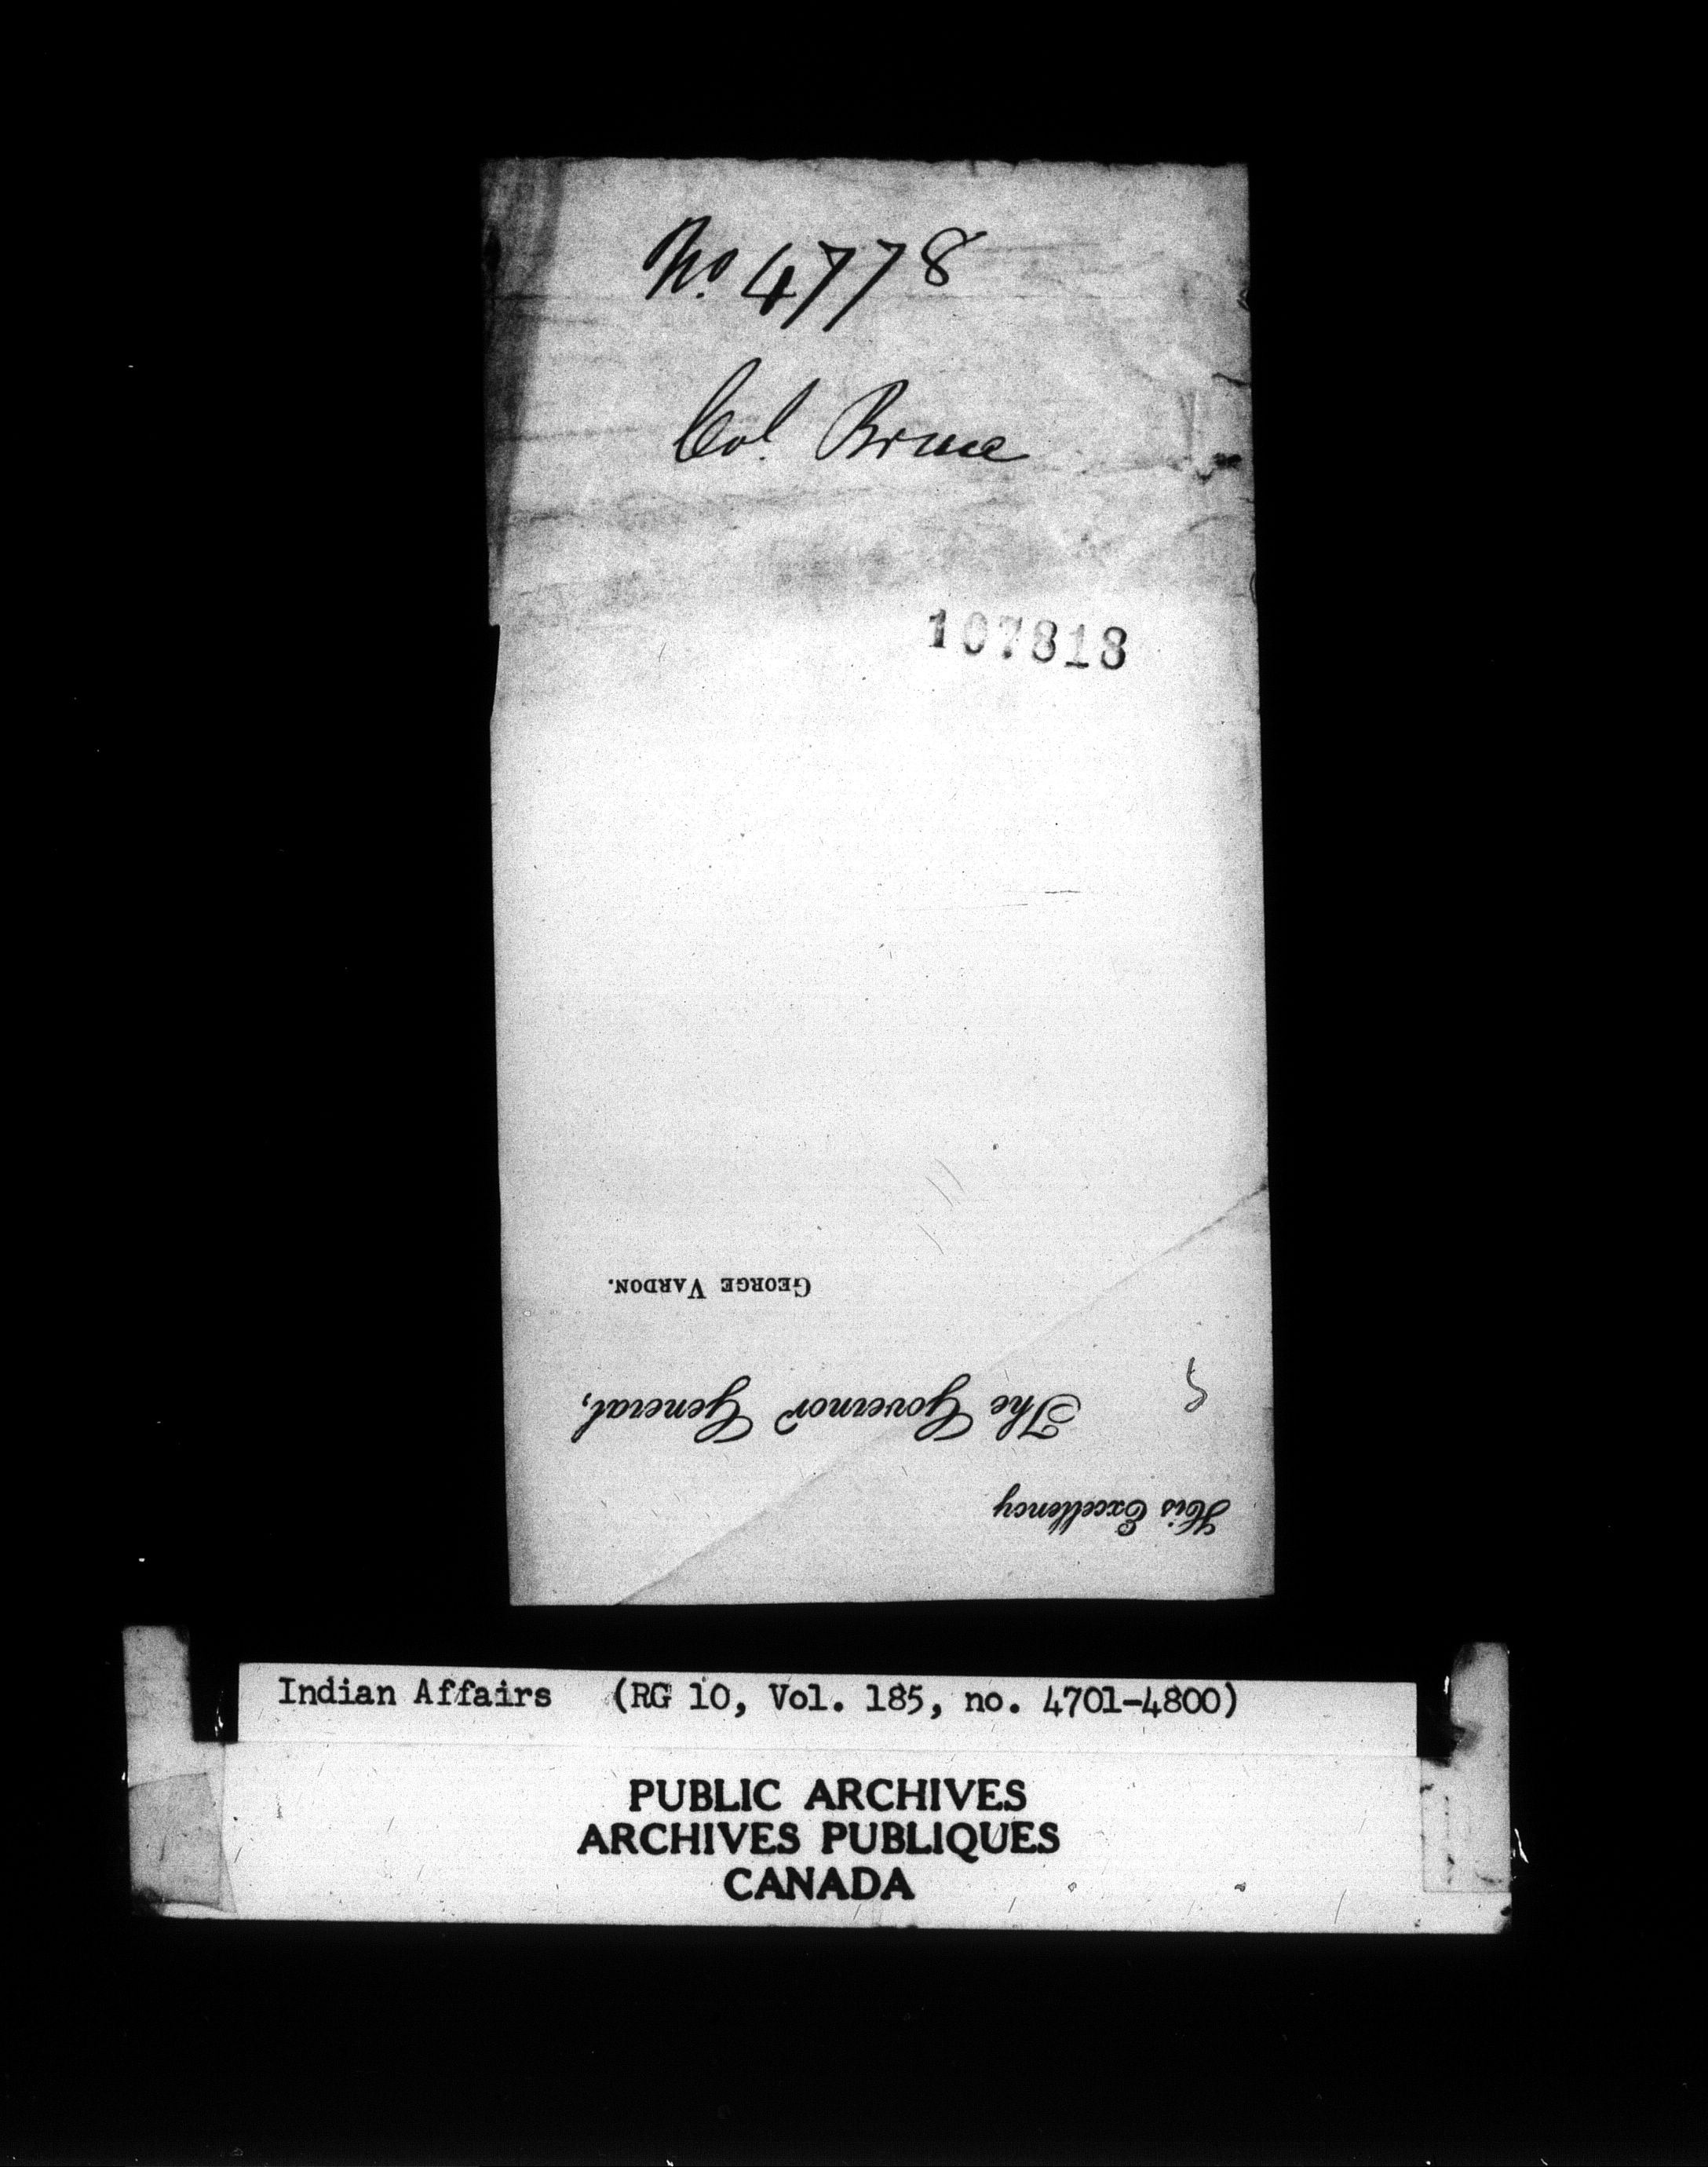 No. 4778
Col. Bruce
107818
GEORGE VARDON.
The Governor General,
His Excellency
Indian Affairs (RG 10, Vol. 185, no. 4701-4800)
PUBLIC ARCHIVES
ARCHIVES PUBLIQUES
CANADA